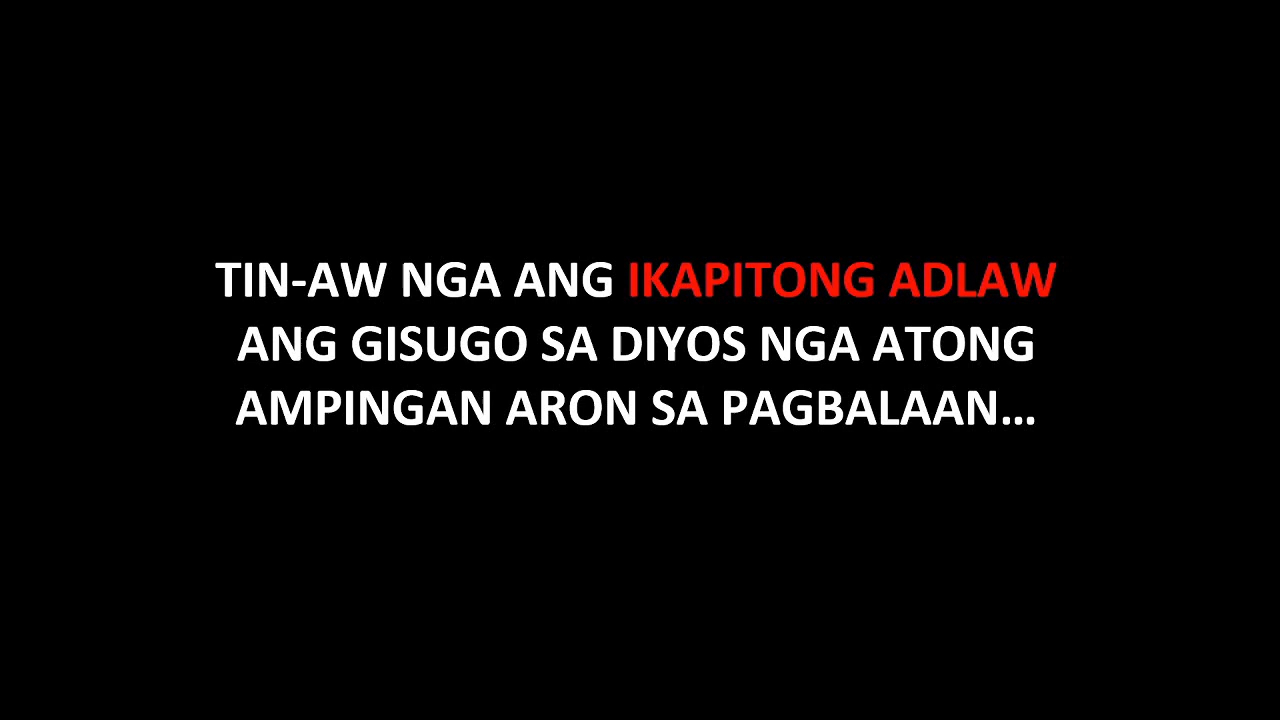 TIN-AW NGA ANG IKAPITONG ADLAW
ANG GISUGO SA DIYOS NGA ATONG
AMPINGAN ARON SA PAGBALAAN…